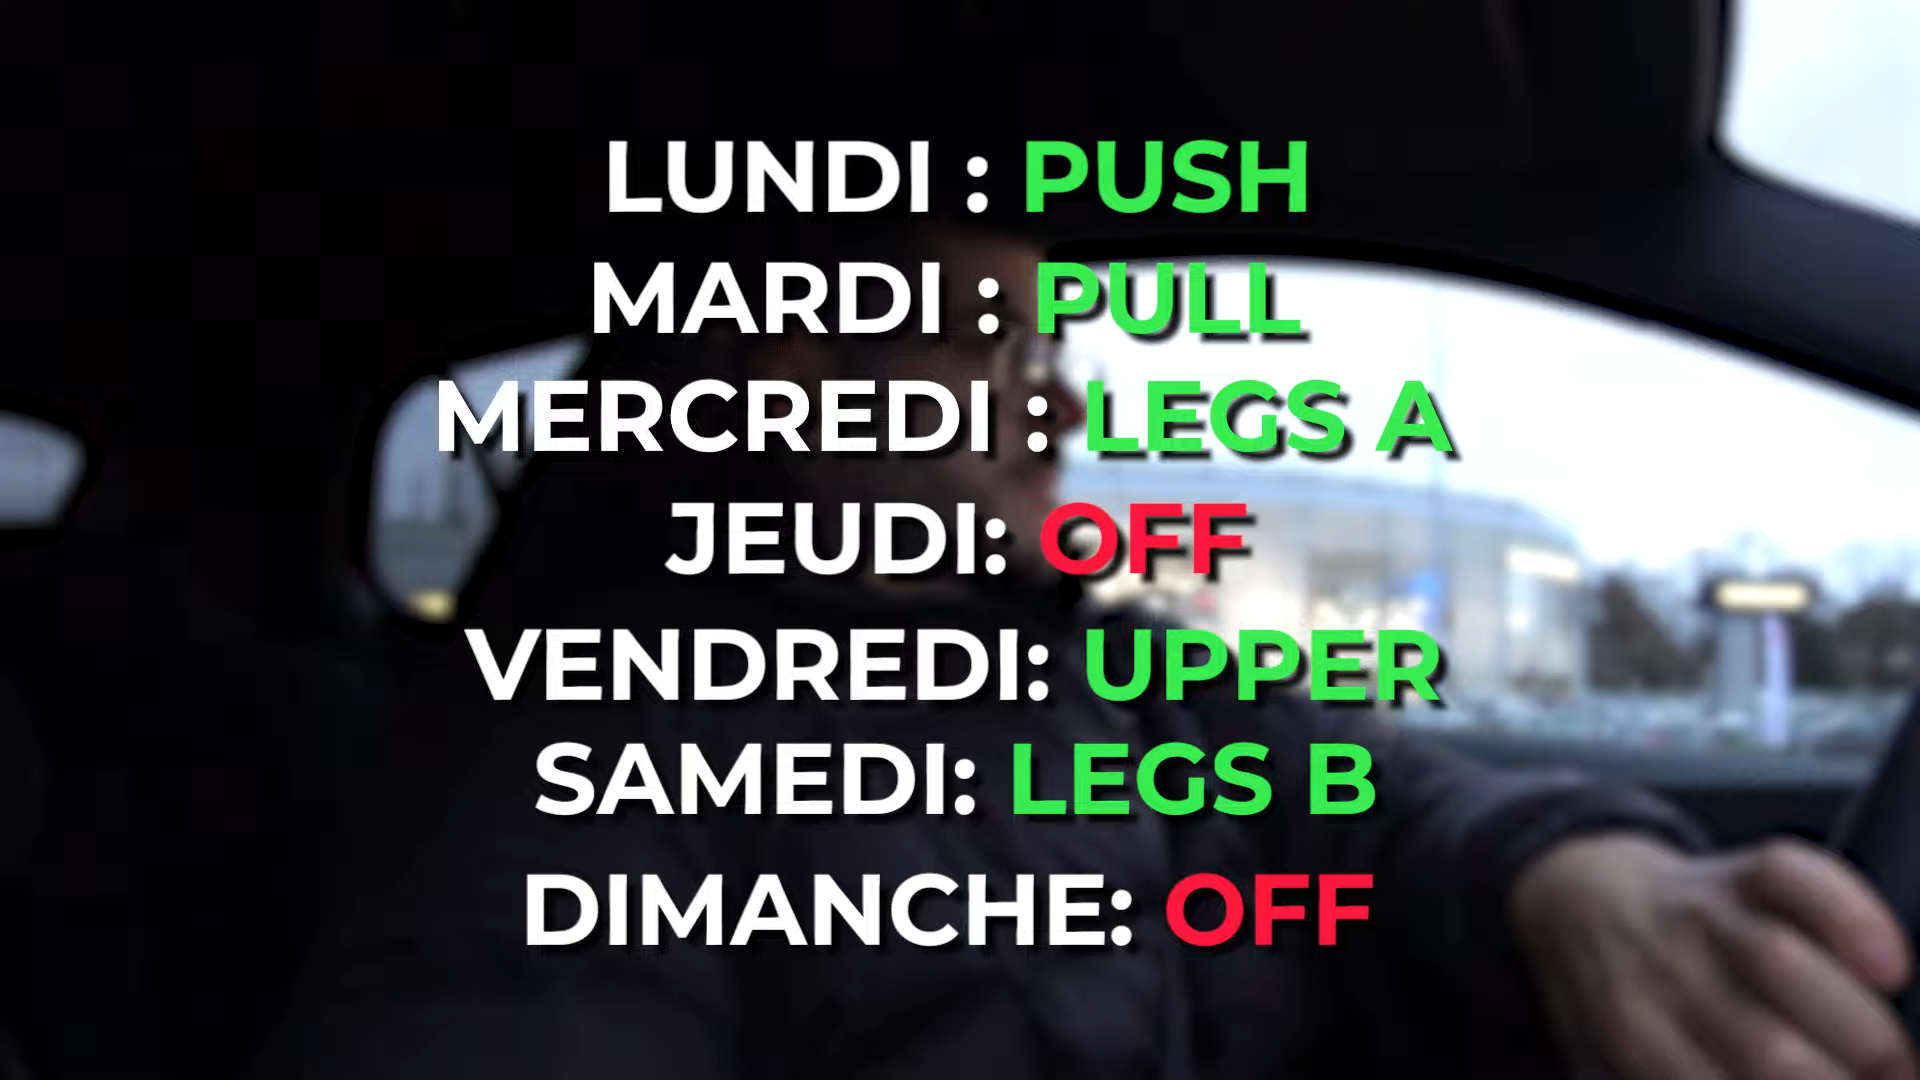 LUNDI : PUSH
MARDI : PULL
MERCREDI : LEGS A
JEUDI: OFF
VENDREDI: UPPER
SAMEDI: LEGS B
DIMANCHE: OFF